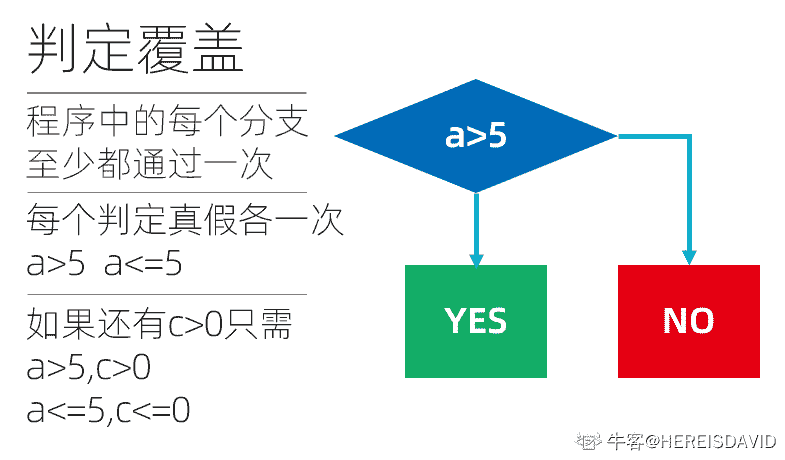 判定覆盖
程序中的每个分支
至少都通过一次
每个判定真假各一次
a>5 a<=5
如果还有c>0只需
a>5,c>0
a<=5,c<=0
a>5
YES
NO
牛客@HEREISDAVID